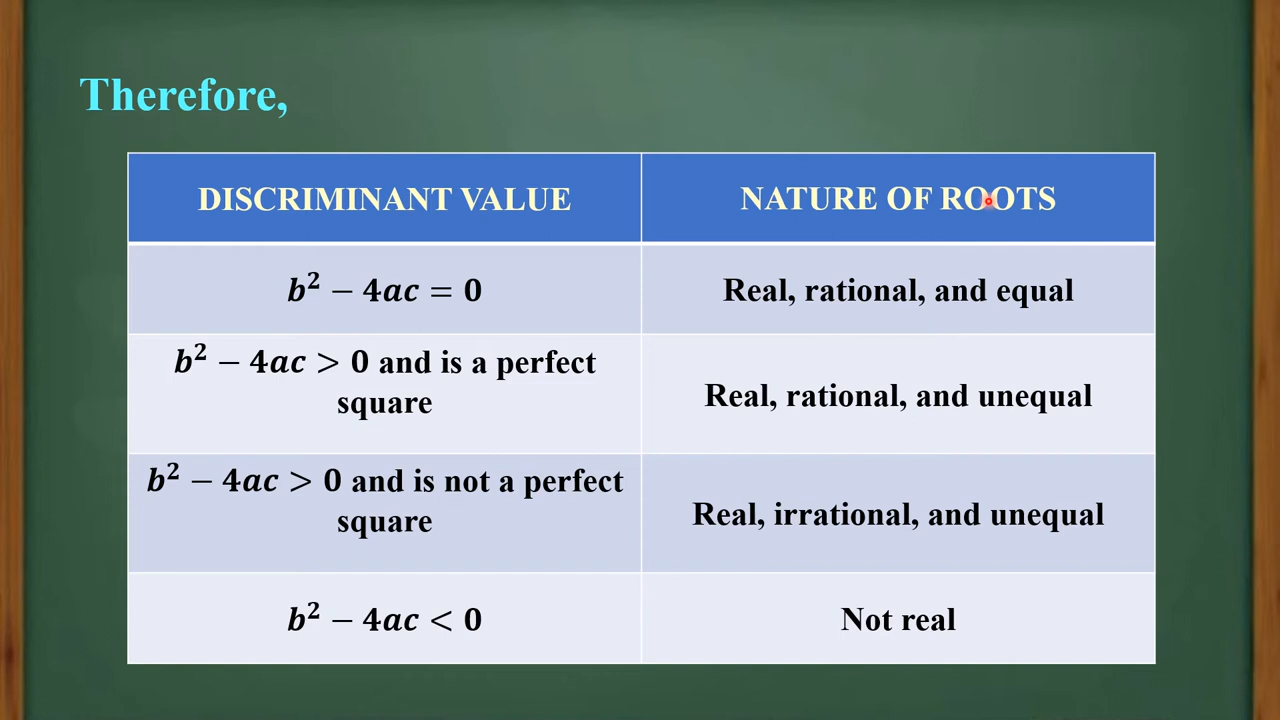 Therefore,
DISCRIMINANT VALUE
NATURE OF ROOTS
b² − 4ac = 0
Real, rational, and equal
b² − 4ac > 0 and is a perfect
square
Real, rational, and unequal
b² − 4ac > 0 and is not a perfect
square
Real, irrational, and unequal
b² − 4ac < 0
Not real